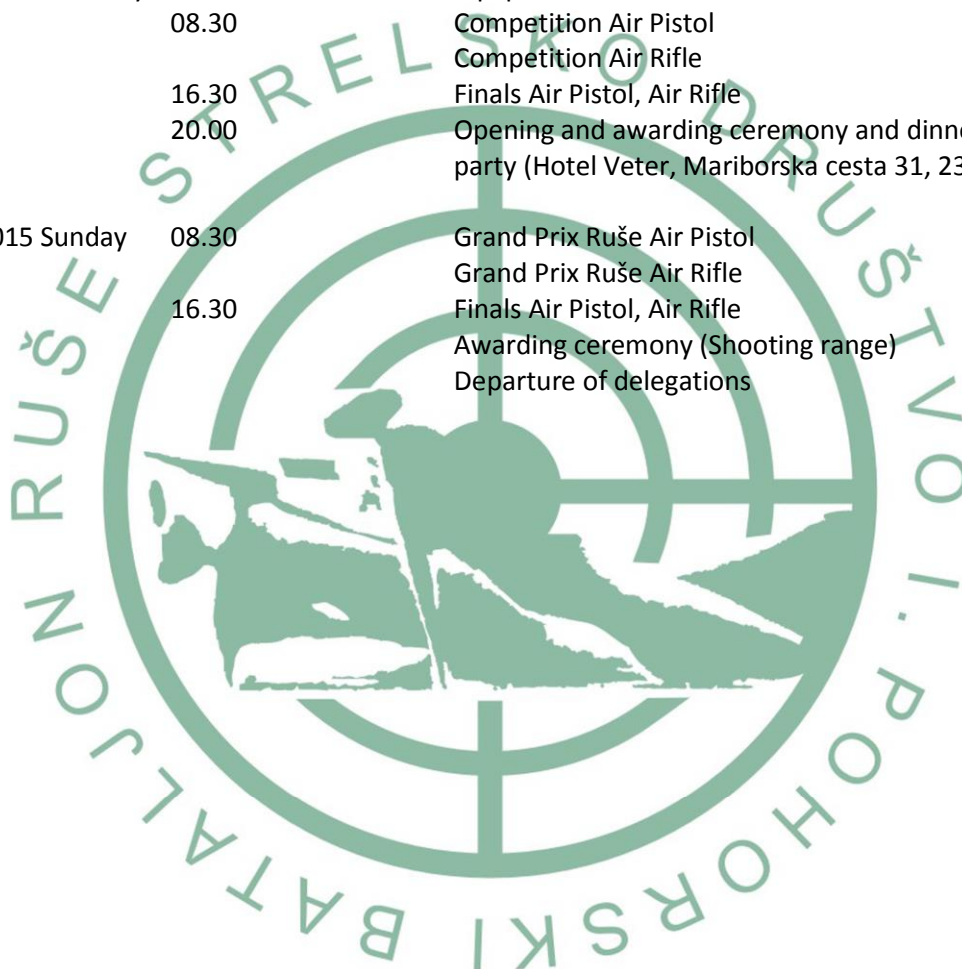 08.30 Competition Air Pistol
Competition Air Rifle
16.30 Finals Air Pistol, Air Rifle
20.00 Opening and awarding ceremony and
party (Hotel Veter, Mariborska cesta 31,
Sunday 08.30 Grand Prix Ruše Air Pistol
Grand Prix Ruše Air Rifle
16.30 Finals Air Pistol, Air Rifle
Awarding ceremony (Shooting range)
Departure of delegations
STRELSKO DRUŠTVO I. POHORSKI BATALJON RUŠE